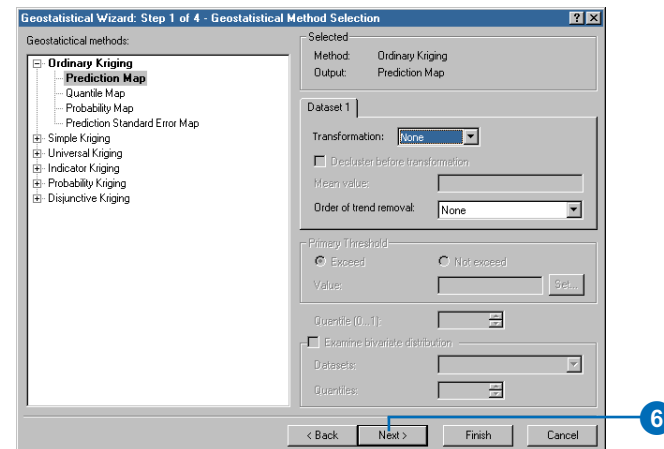 Geostatistical Wizard: Step 1 of 4 - Geostatistical Method Selection
Geostatictical methods:
Ordinary Kriging
Prediction Map
Quantile Map
Probability Map
Prediction Standard Error Map
Simple Kriging
Universal Kriging
Indicator Kriging
Probability Kriging
Disjunctive Kriging
Selected
Method: Ordinary Kriging
Output: Prediction Map
Dataset 1
Transformation: None
Decluster before transformation
Mean value:
Order of trend removal: None
Primary Threshold
Exceed Not exceed
Value: Set...
Quantile (0...1):
Examine bivariate distribution
Datasets:
Quantiles:
< Back Next > Finish Cancel
6